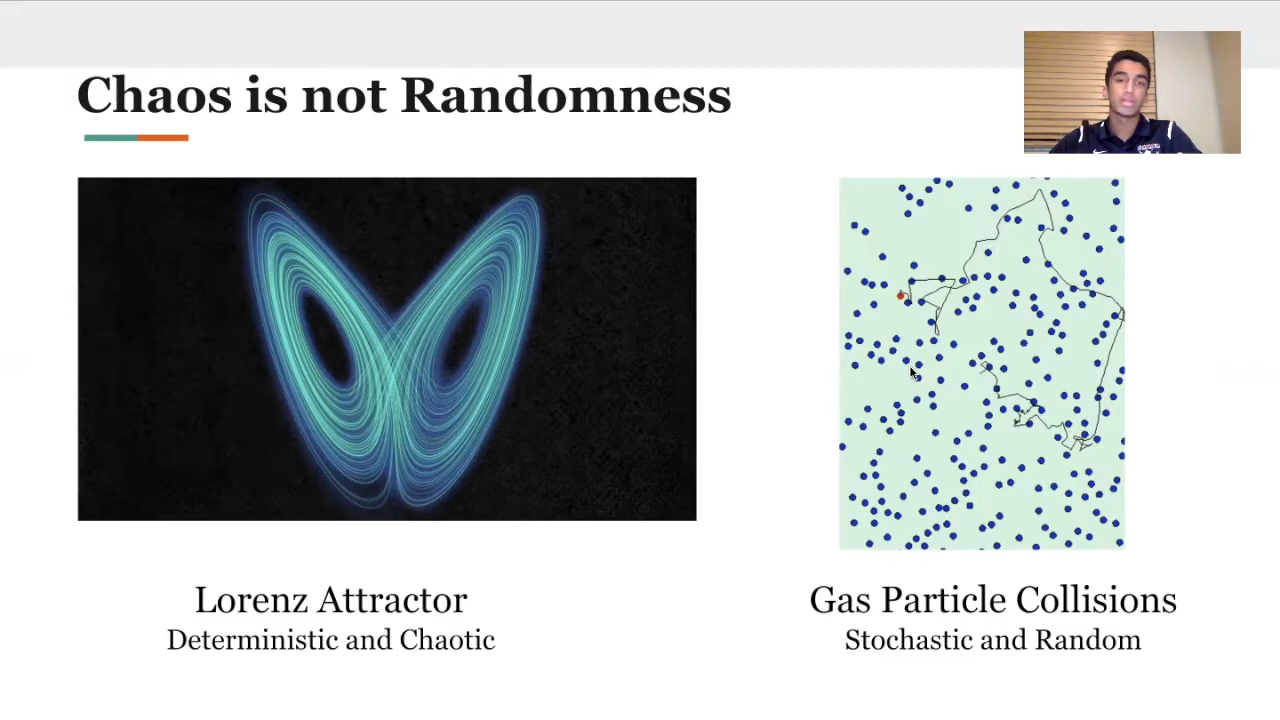 Chaos is not Randomness
Lorenz Attractor
Deterministic and Chaotic
Gas Particle Collisions
Stochastic and Random